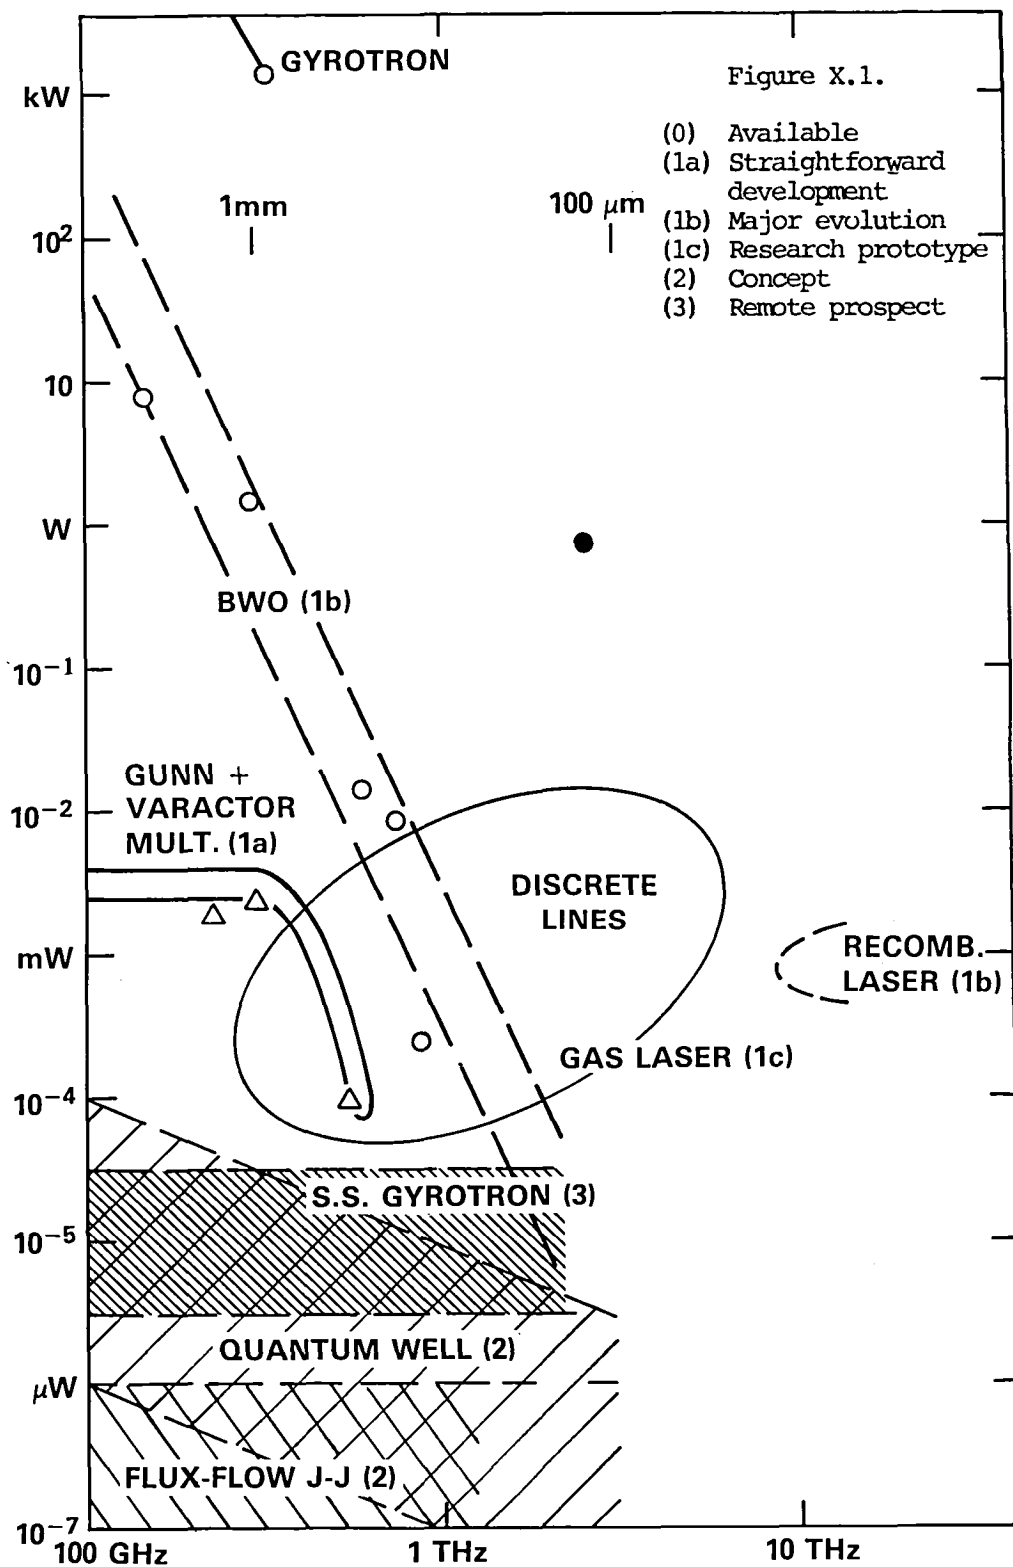 GYROTRON
Figure X.1.
kW
(0) Available
(1a) Straightforward
development
(1b) Major evolution
(1c) Research prototype
(2) Concept
(3) Remote prospect
1mm
100 μm
10²
10
W
BWO (1b)
10⁻¹
GUNN +
VARACTOR
MULT. (1a)
10⁻²
DISCRETE
LINES
mW
RECOMB.
LASER (1b)
GAS LASER (1c)
10⁻⁴
S.S. GYROTRON (3)
10⁻⁵
QUANTUM WELL (2)
μW
FLUX-FLOW J-J (2)
10⁻⁷
100 GHz
1 THz
10 THz